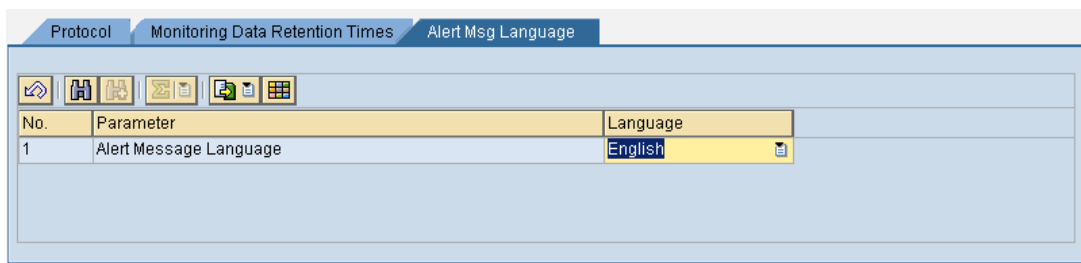 Protocol Monitoring Data Retention Times Alert Msg Language
No. Parameter Language
1 Alert Message Language English